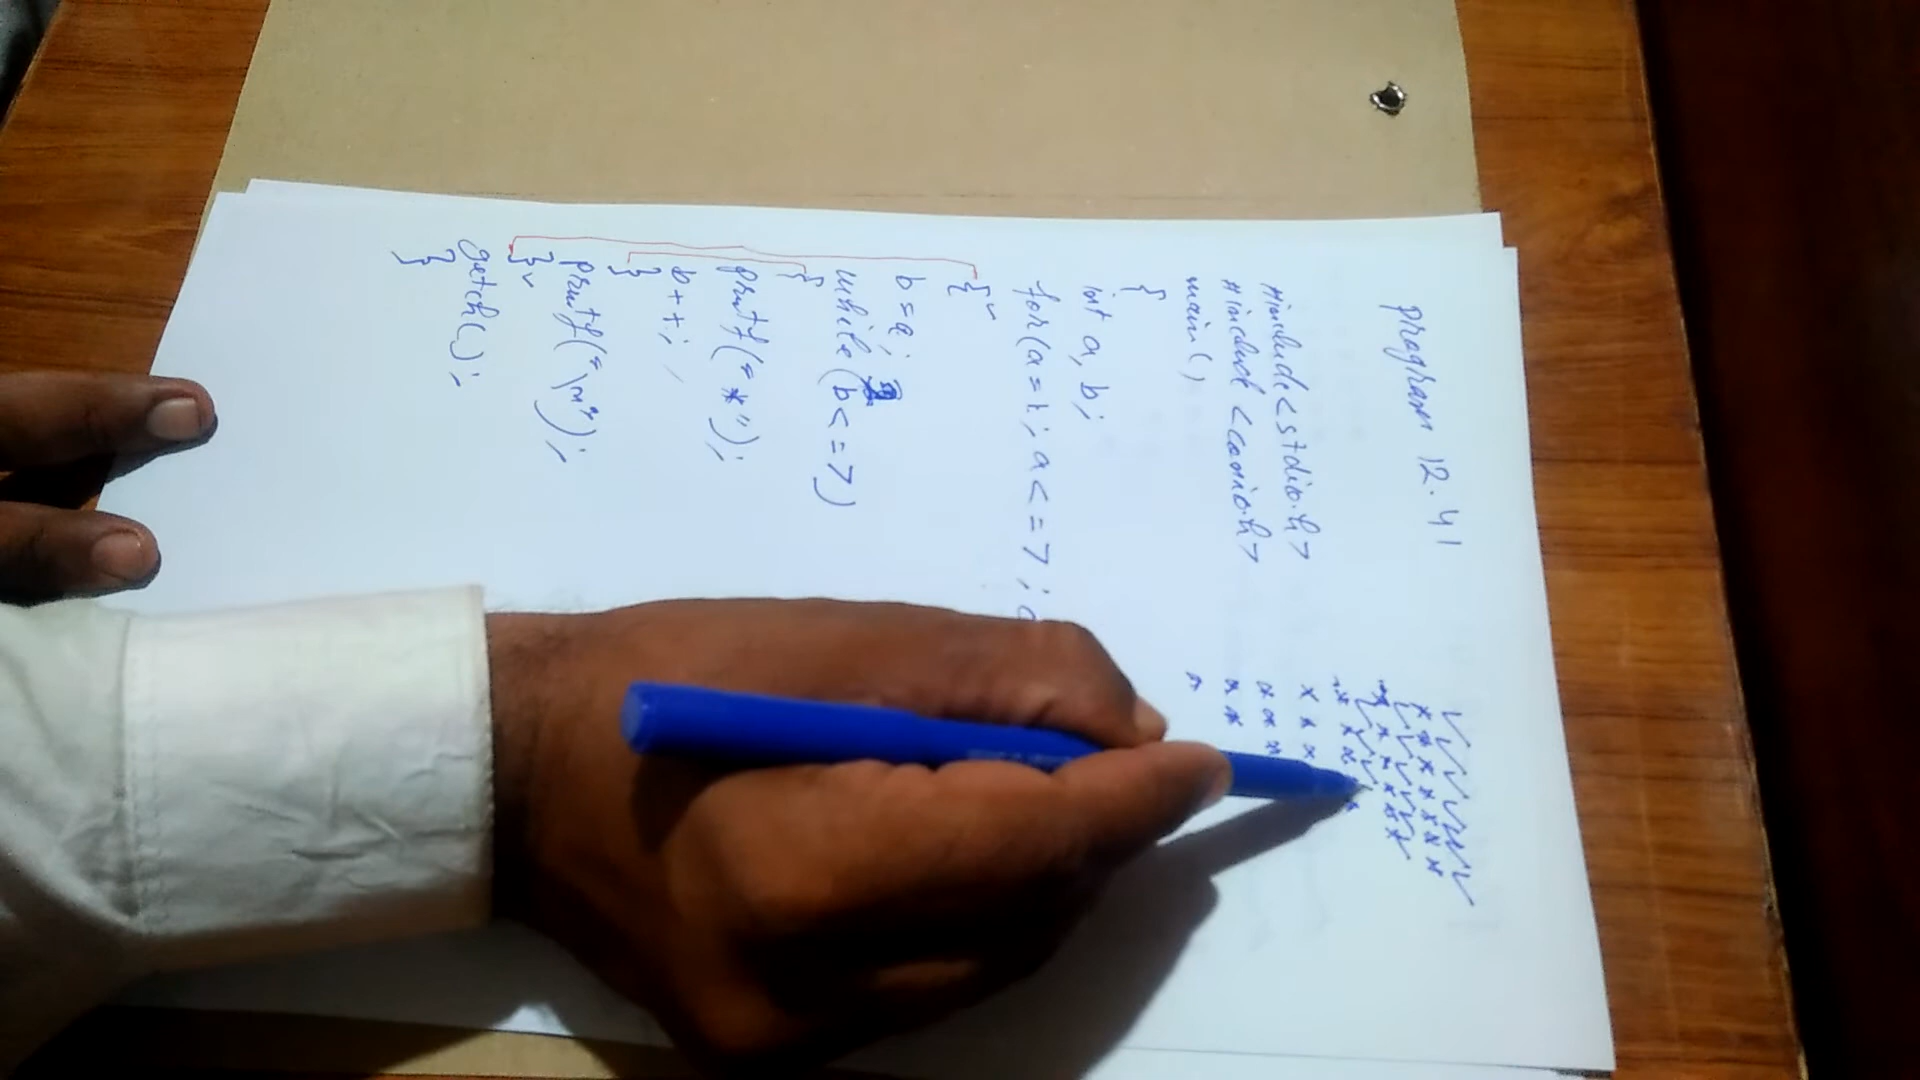 Program 12.41
#include<stdio.h>
#include <conio.h>
main()
{
int a, b;
for(a=1; a<=7;
{
b=a;
while(b<=7)
{
printf("*");
b++;
}
printf("\n");
}
getch();
}
* * * * * * *
* * * * * *
* * * *
* * *
* * *
* *
*